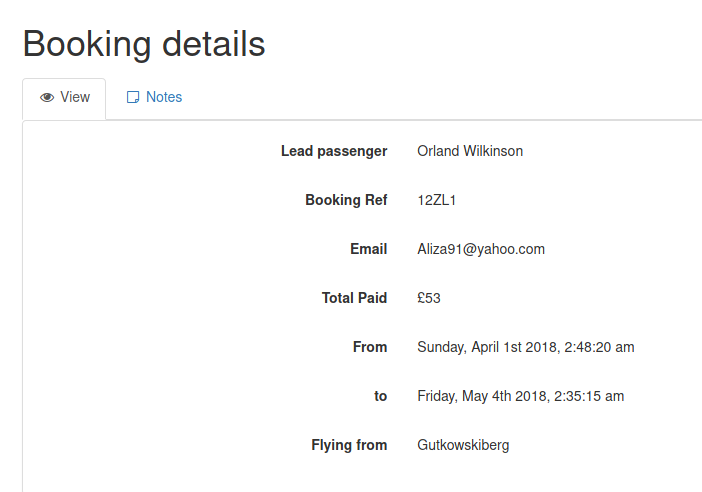 Booking details
View Notes
Lead passenger Orland Wilkinson
Booking Ref 12ZL1
Email Aliza91@yahoo.com
Total Paid £53
From Sunday, April 1st 2018, 2:48:20 am
to Friday, May 4th 2018, 2:35:15 am
Flying from Gutkowskiberg